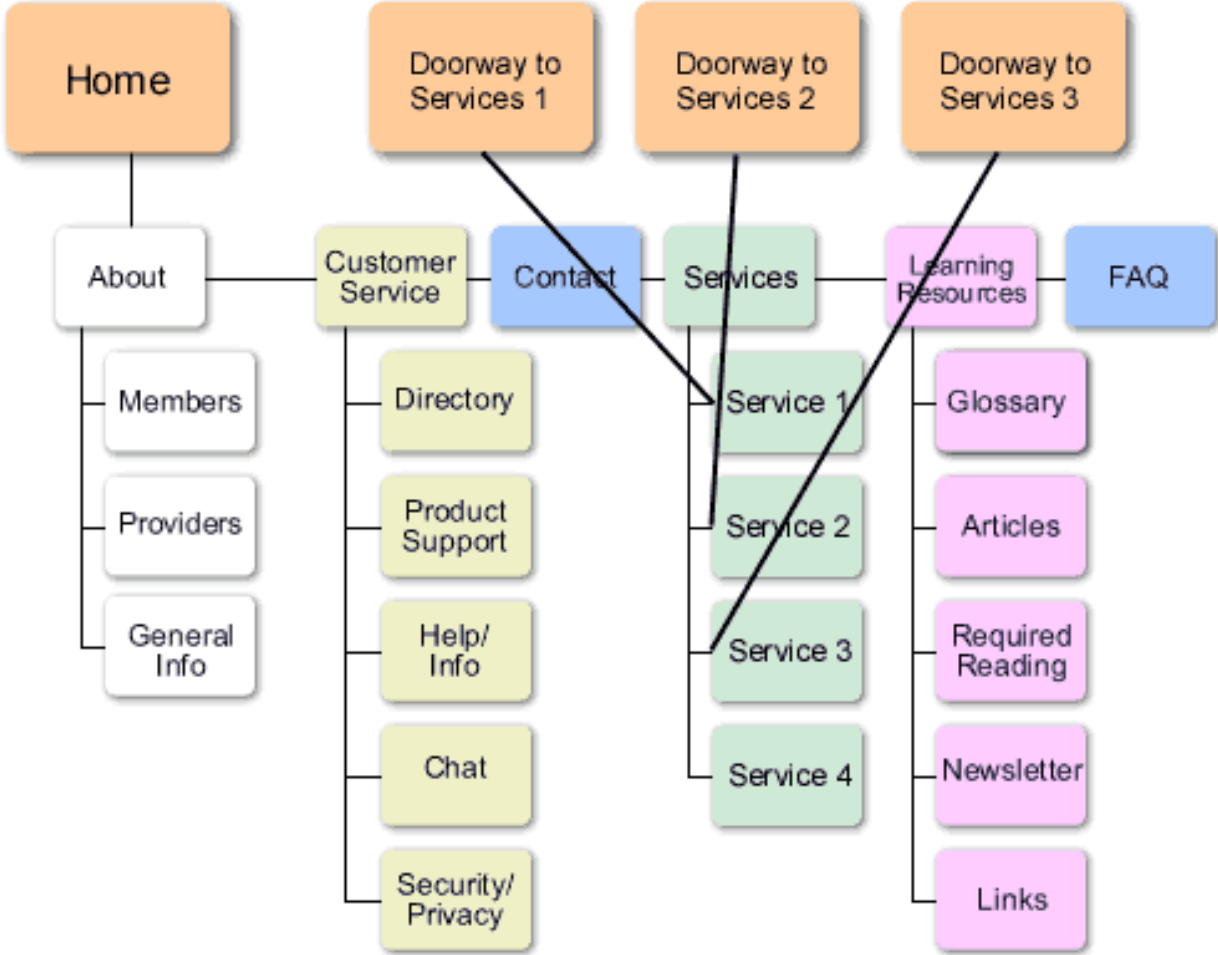 Home
Doorway to
Services 1
Doorway to
Services 2
Doorway to
Services 3
About
Customer
Service
Contact
Services
Learning
Resources
FAQ
Members
Providers
General
Info
Directory
Product
Support
Help/
Info
Chat
Security/
Privacy
Service 1
Service 2
Service 3
Service 4
Glossary
Articles
Required
Reading
Newsletter
Links